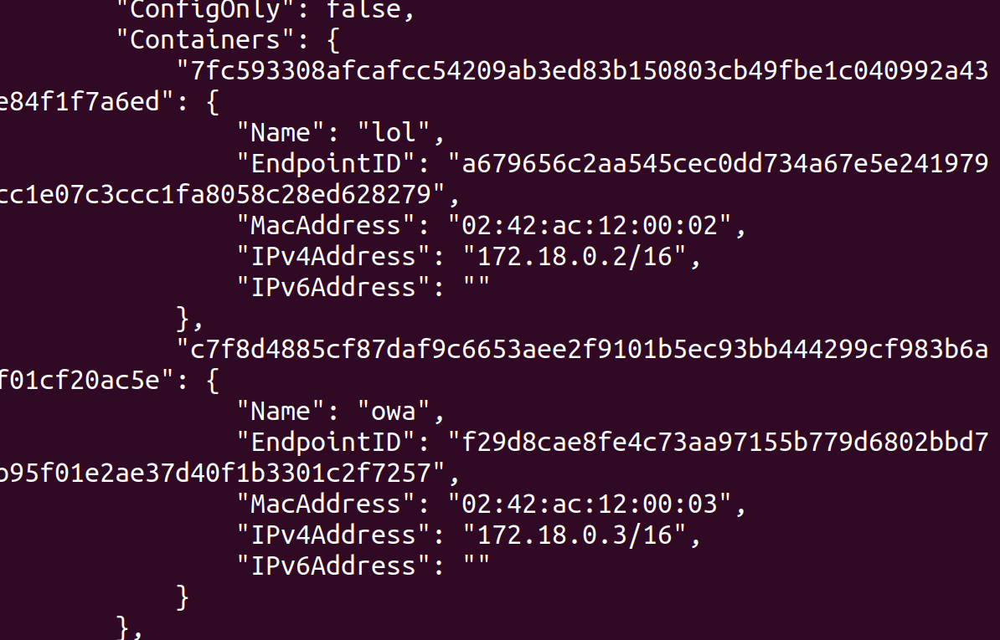 "ConfigOnly": false,
"Containers": {
"7fc593308afcafcc54209ab3ed83b150803cb49fbe1c040992a43
e84f1f7a6ed": {
"Name": "lol",
"EndpointID": "a679656c2aa545cec0dd734a67e5e241979
cc1e07c3ccc1fa8058c28ed628279",
"MacAddress": "02:42:ac:12:00:02",
"IPv4Address": "172.18.0.2/16",
"IPv6Address": ""
},
"c7f8d4885cf87daf9c6653aee2f9101b5ec93bb444299cf983b6a
f01cf20ac5e": {
"Name": "owa",
"EndpointID": "f29d8cae8fe4c73aa97155b779d6802bbd7
b95f01e2ae37d40f1b3301c2f7257",
"MacAddress": "02:42:ac:12:00:03",
"IPv4Address": "172.18.0.3/16",
"IPv6Address": ""
}
},